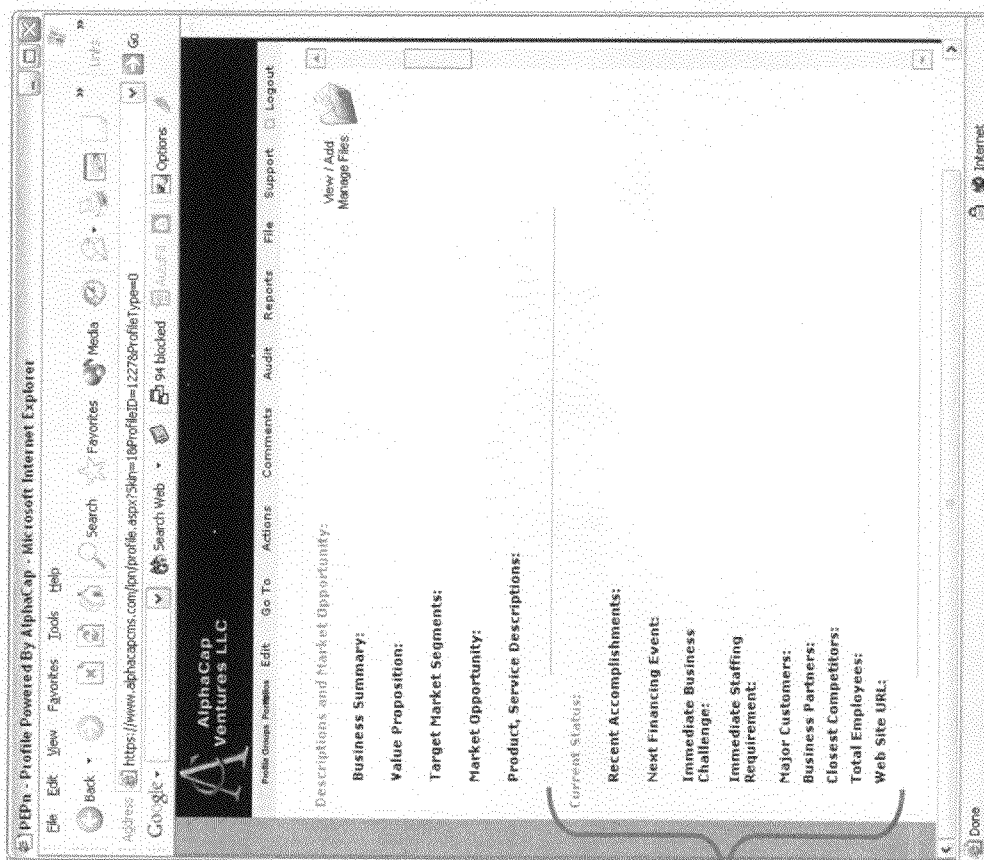 PEPn - Profile Powered By AlphaCap - Microsoft Internet Explorer
File Edit View Favorites Tools Help
Back Search Favorites Media
Address https://www.alphacapcms.com/ipn/profile.aspx?Skin=1&ProfileID=1227&ProfileType=0 Go Links
Google Search Web 94 blocked AutoFill Options
AlphaCap
Ventures LLC
Profile Groups Edit Go To Actions Comments Audit Reports File Support Logout
Descriptions and Market Opportunity:
View / Add
Manage Files
Business Summary:
Value Proposition:
Target Market Segments:
Market Opportunity:
Product, Service Descriptions:
Current Status:
Recent Accomplishments:
Next Financing Event:
Immediate Business
Challenge:
Immediate Staffing
Requirement:
Major Customers:
Business Partners:
Closest Competitors:
Total Employees:
Web Site URL:
Done Internet